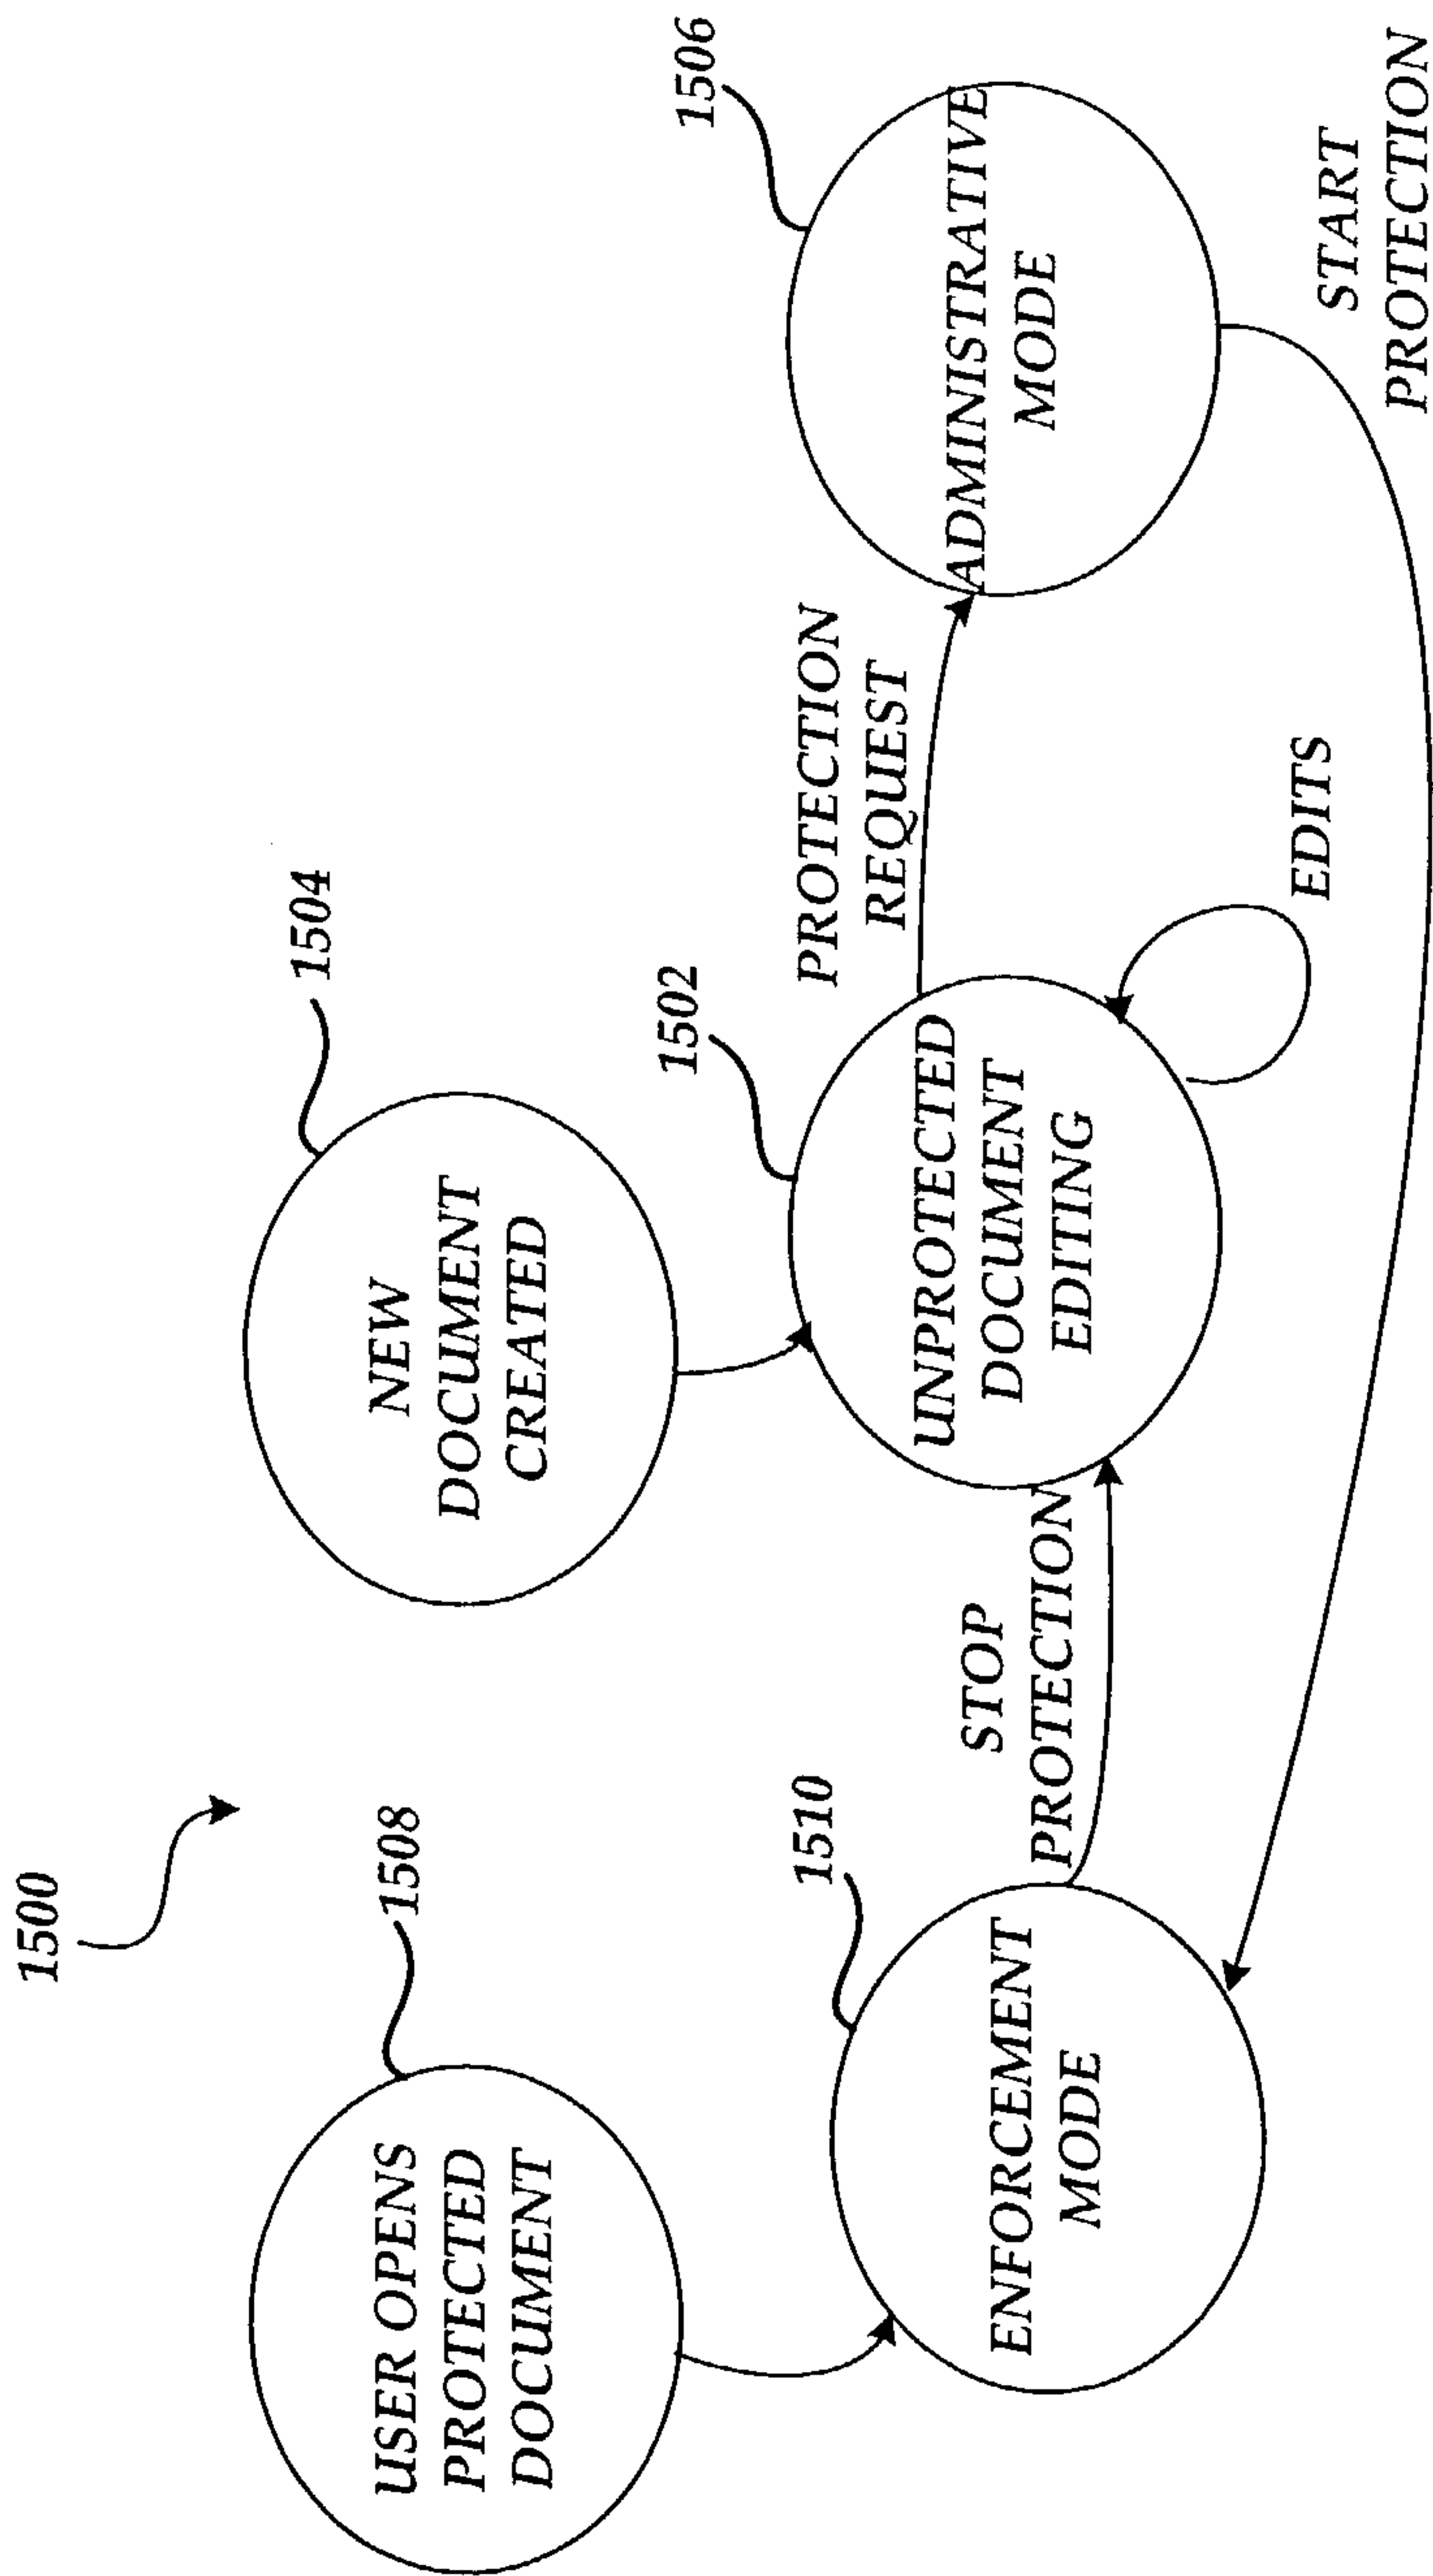 1500
1508
USER OPENS
PROTECTED
DOCUMENT
1504
NEW
DOCUMENT
CREATED
1510
ENFORCEMENT
MODE
STOP
PROTECTION
1502
UNPROTECTED
DOCUMENT
EDITING
PROTECTION
REQUEST
EDITS
1506
ADMINISTRATIVE
MODE
START
PROTECTION